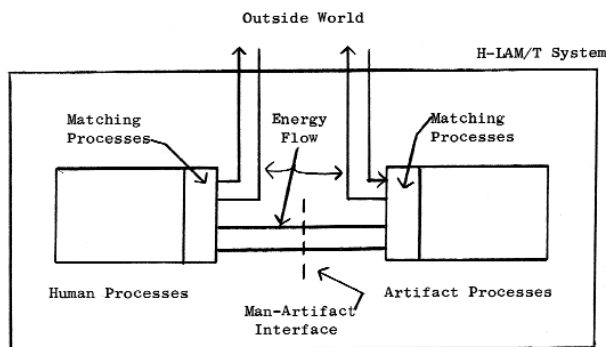 Outside World
H-LAM/T System
Matching
Processes
Energy
Flow
Matching
Processes
Human Processes
Man-Artifact
Interface
Artifact Processes